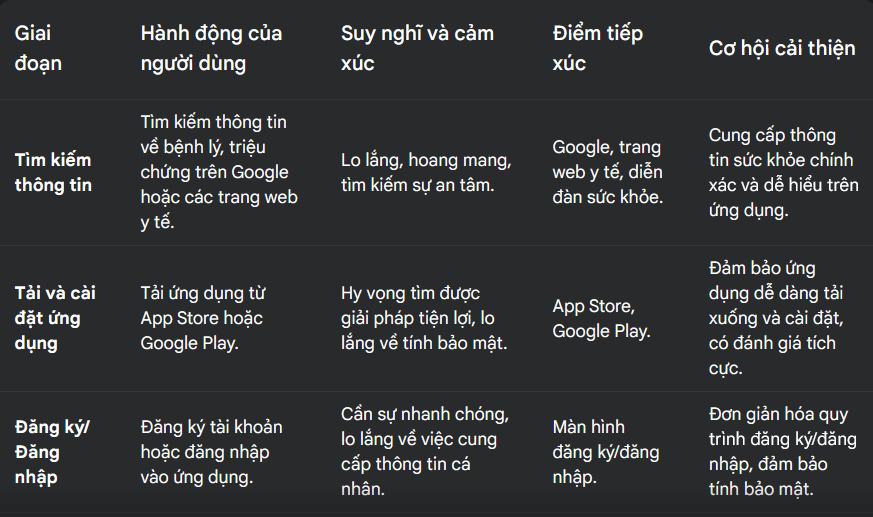 Giai
đoạn
Hành động của
người dùng
Suy nghĩ và cảm
xúc
Điểm tiếp
xúc
Cơ hội cải thiện
Tìm kiếm
thông tin
Tìm kiếm thông tin
về bệnh lý, triệu
chứng trên Google
hoặc các trang web
y tế.
Lo lắng, hoang mang,
tìm kiếm sự an tâm.
Google, trang
web y tế, diễn
đàn sức khỏe.
Cung cấp thông
tin sức khỏe chính
xác và dễ hiểu trên
ứng dụng.
Tải và cài
đặt ứng
dụng
Tải ứng dụng từ
App Store hoặc
Google Play.
Hy vọng tìm được
giải pháp tiện lợi, lo
lắng về tính bảo mật.
App Store,
Google Play.
Đảm bảo ứng
dụng dễ dàng tải
xuống và cài đặt,
có đánh giá tích
cực.
Đăng ký/
Đăng
nhập
Đăng ký tài khoản
hoặc đăng nhập
vào ứng dụng.
Cần sự nhanh chóng,
lo lắng về việc cung
cấp thông tin cá
nhân.
Màn hình
đăng ký/đăng
nhập.
Đơn giản hóa quy
trình đăng ký/đăng
nhập, đảm bảo
tính bảo mật.